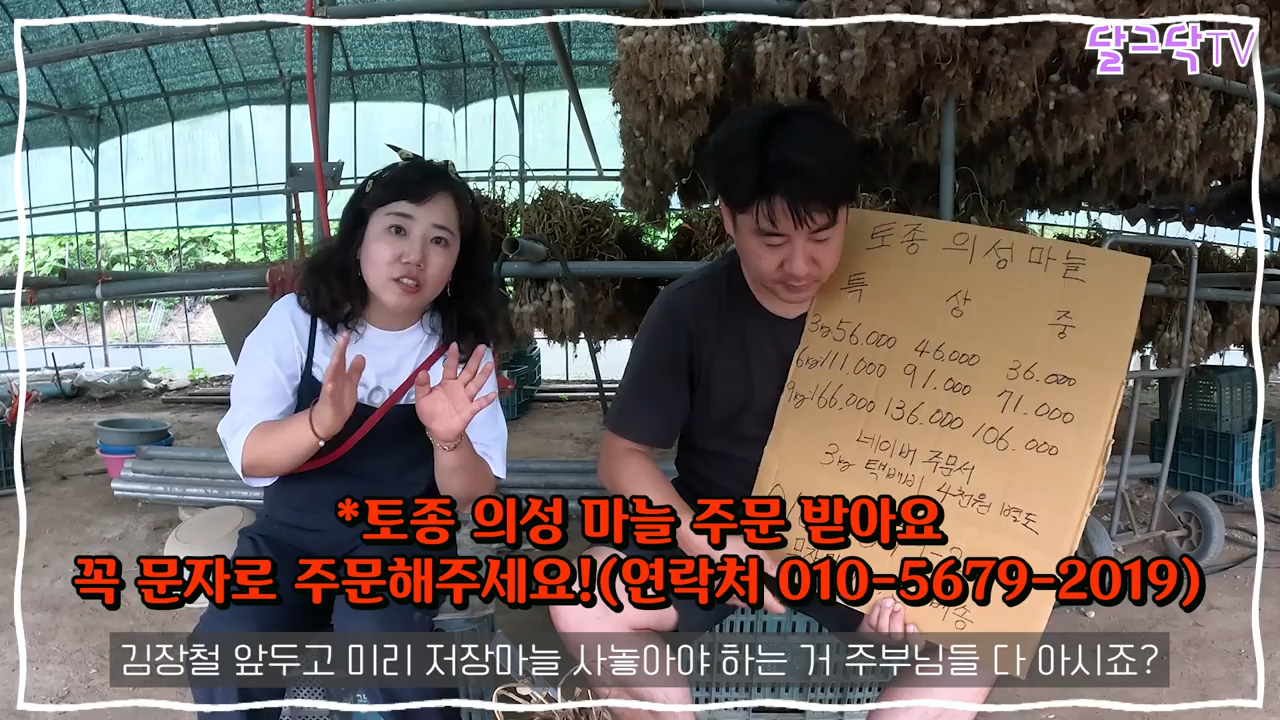 달그닥TV
토종 의성 마늘
특 상 중
3kg 56.000 46.000 36.000
6kg 111.000 91.000 71.000
9kg 166.000 136.000 106.000
네이버 주문서
3kg 택배비 4천원 별도
*토종 의성 마늘 주문 받아요
꼭 문자로 주문해주세요!(연락처 010-5679-2019)
김장철 앞두고 미리 저장마늘 사놓아야 하는 거 주부님들 다 아시죠?